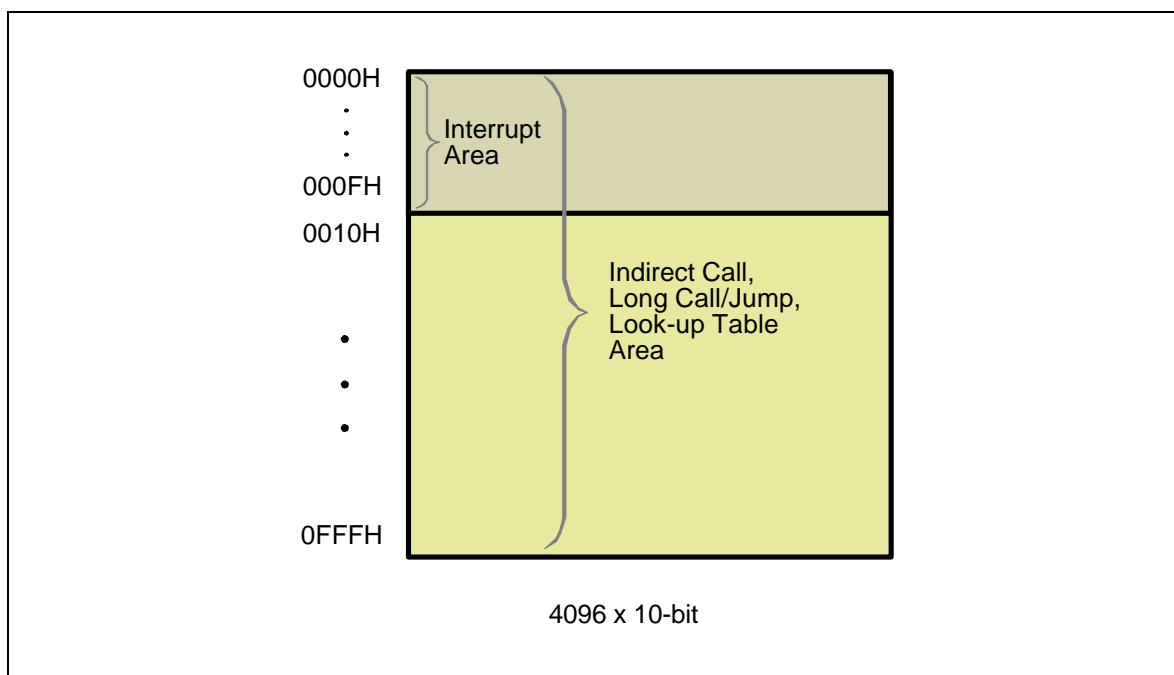 0000H
Interrupt
Area
000FH
0010H
Indirect Call,
Long Call/Jump,
Look-up Table
Area
0FFFH
4096 x 10-bit